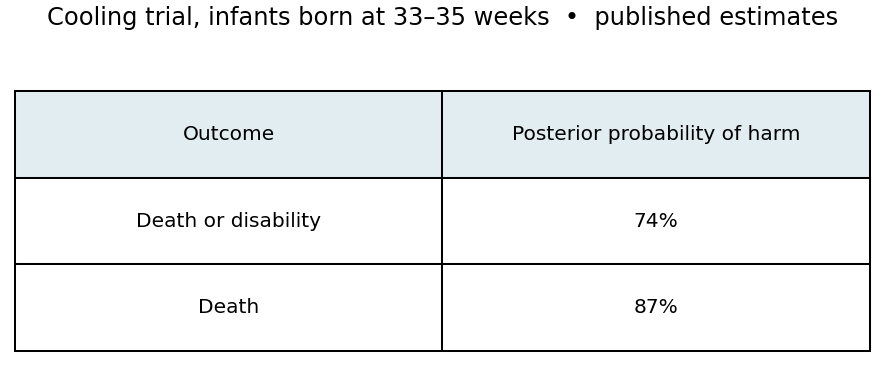 Cooling trial, infants born at 33–35 weeks • published estimates
Outcome Posterior probability of harm
Death or disability 74%
Death 87%